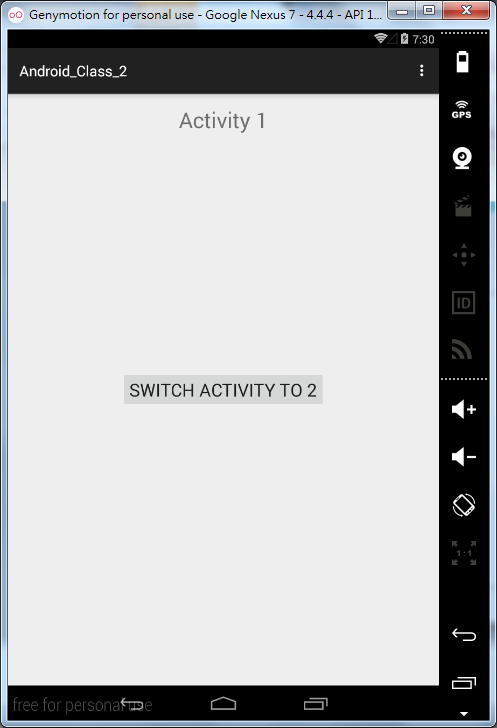 Genymotion for personal use - Google Nexus 7 - 4.4.4 - API 1...
7:30
Android_Class_2
GPS
Activity 1
ID
SWITCH ACTIVITY TO 2
1:1
free for personal use